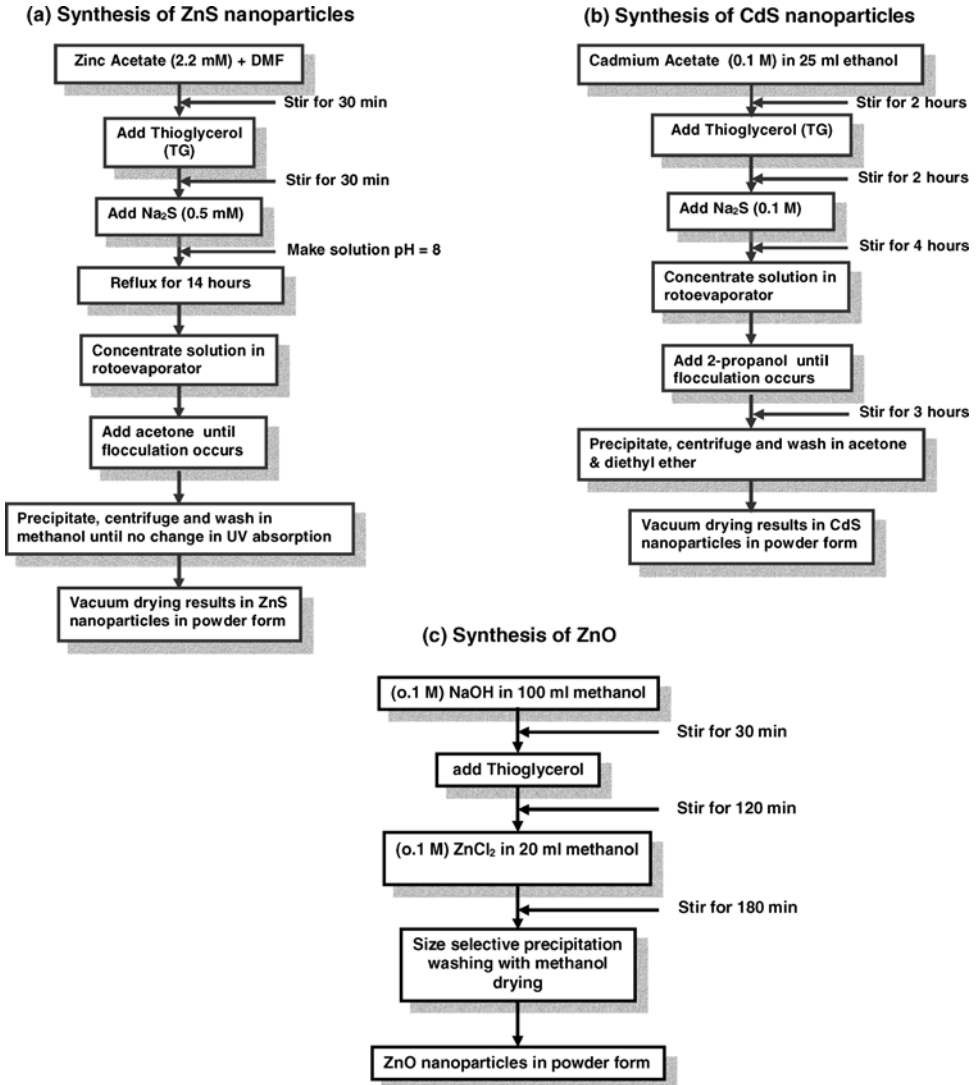 (a) Synthesis of ZnS nanoparticles
Zinc Acetate (2.2 mM) + DMF
Stir for 30 min
Add Thioglycerol
(TG)
Stir for 30 min
Add Na₂S (0.5 mM)
Make solution pH = 8
Reflux for 14 hours
Concentrate solution in
rotoevaporator
Add acetone until
flocculation occurs
Precipitate, centrifuge and wash in
methanol until no change in UV absorption
Vacuum drying results in ZnS
nanoparticles in powder form
(b) Synthesis of CdS nanoparticles
Cadmium Acetate (0.1 M) in 25 ml ethanol
Stir for 2 hours
Add Thioglycerol (TG)
Stir for 2 hours
Add Na₂S (0.1 M)
Stir for 4 hours
Concentrate solution in
rotoevaporator
Add 2-propanol until
flocculation occurs
Stir for 3 hours
Precipitate, centrifuge and wash in acetone
& diethyl ether
Vacuum drying results in CdS
nanoparticles in powder form
(c) Synthesis of ZnO
(o.1 M) NaOH in 100 ml methanol
Stir for 30 min
add Thioglycerol
Stir for 120 min
(o.1 M) ZnCl₂ in 20 ml methanol
Stir for 180 min
Size selective precipitation
washing with methanol
drying
ZnO nanoparticles in powder form